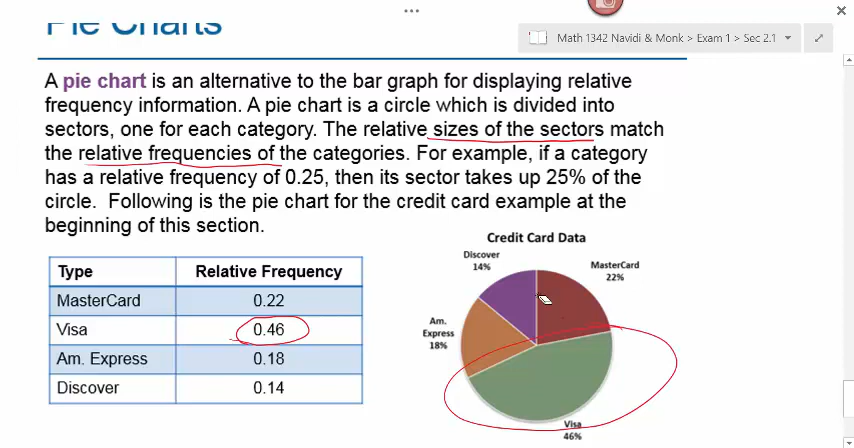 Pie Charts
Math 1342 Navidi & Monk > Exam 1 > Sec 2.1
A pie chart is an alternative to the bar graph for displaying relative
frequency information. A pie chart is a circle which is divided into
sectors, one for each category. The relative sizes of the sectors match
the relative frequencies of the categories. For example, if a category
has a relative frequency of 0.25, then its sector takes up 25% of the
circle. Following is the pie chart for the credit card example at the
beginning of this section.
Type Relative Frequency
MasterCard 0.22
Visa 0.46
Am. Express 0.18
Discover 0.14
Credit Card Data
Discover
14%
MasterCard
22%
Am.
Express
18%
Visa
46%